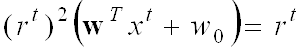 (r^t)^2 (w^T x^t + w_0) = r^t